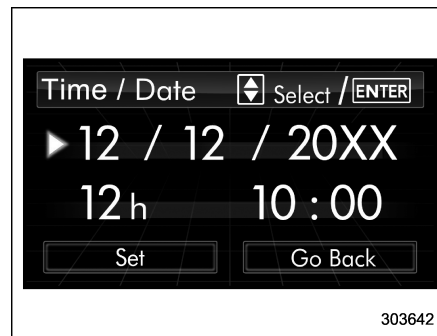 Time / Date Select / ENTER
12 / 12 / 20XX
12h 10 : 00
Set Go Back
303642